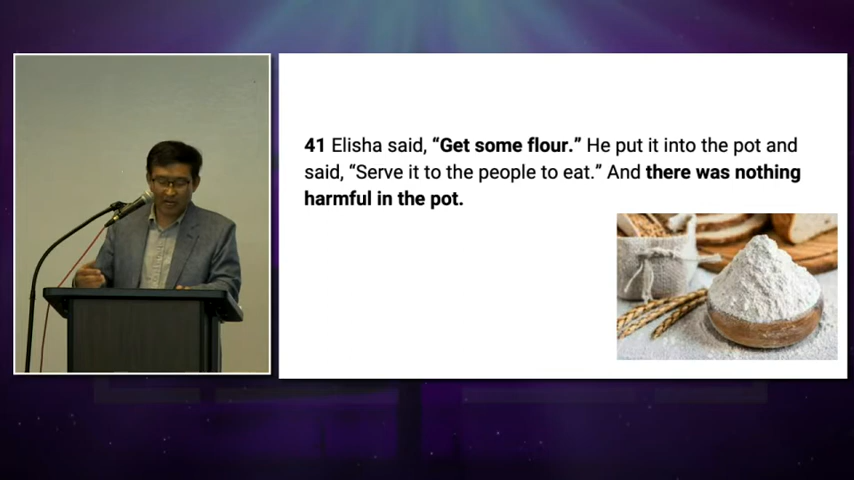 41 Elisha said, “Get some flour.” He put it into the pot and
said, “Serve it to the people to eat.” And there was nothing
harmful in the pot.